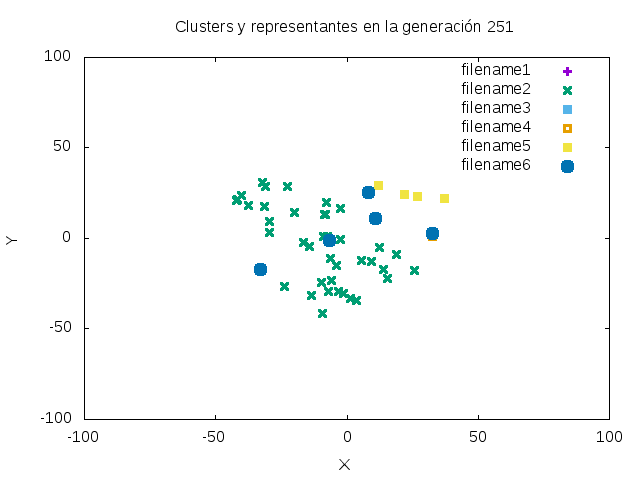 Clusters y representantes en la generación 251
100
50
0
-50
-100
-100
-50
0
50
100
Y
X
filename1
filename2
filename3
filename4
filename5
filename6